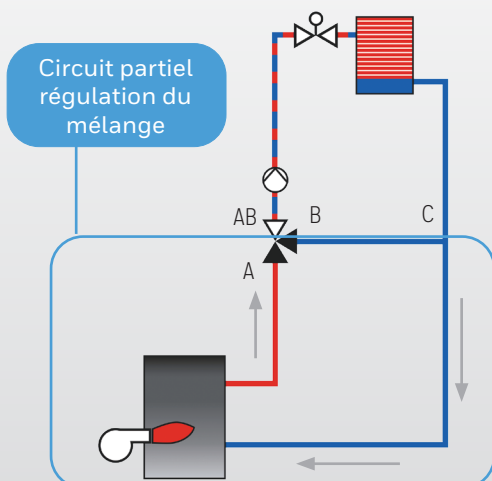 Circuit partiel
régulation du
mélange
AB
B
C
A